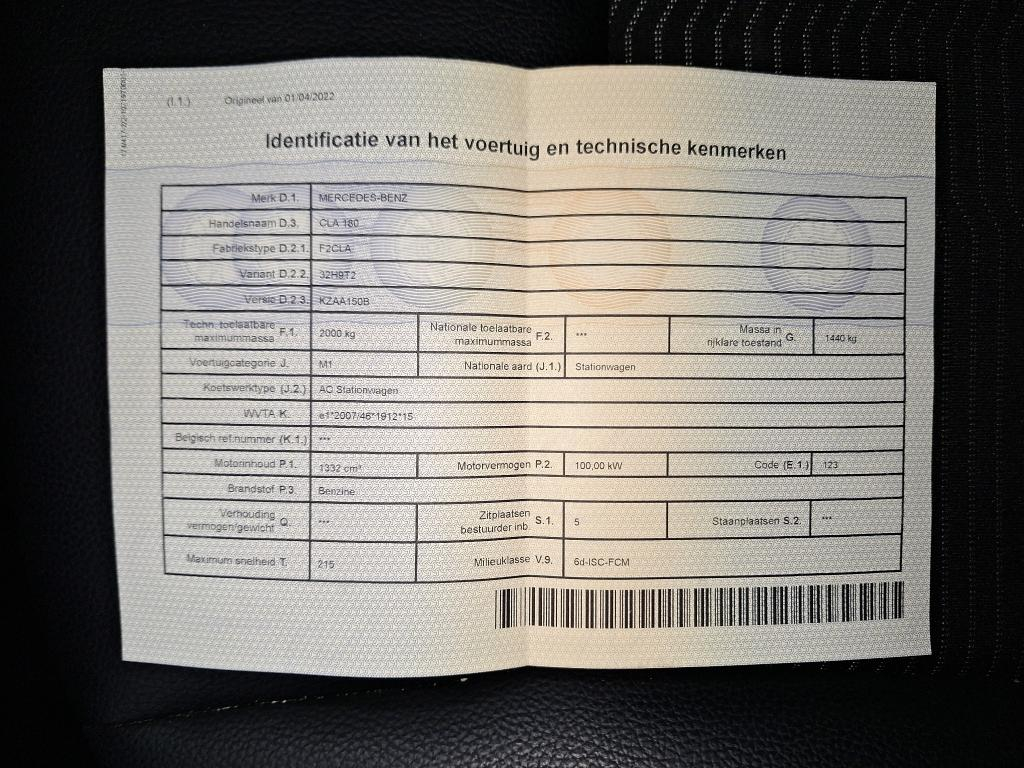 (I.1.) Origineel van 01/04/2022
Identificatie van het voertuig en technische kenmerken
Merk D.1. MERCEDES-BENZ
Handelsnaam D.3. CLA 180
Fabriekstype D.2.1. F2CLA
Variant D.2.2. 32H9T2
Versie D.2.3. KZAA150B
Techn. toelaatbare maximummassa F.1. 2000 kg Nationale toelaatbare maximummassa F.2. *** Massa in rijklare toestand G. 1440 kg
Voertuigcategorie J. M1 Nationale aard (J.1.) Stationwagen
Koetswerktype (J.2.) AC Stationwagen
WVTA K. e1*2007/46*1912*15
Belgisch ref.nummer (K.1.) ***
Motorinhoud P.1. 1332 cm³ Motorvermogen P.2. 100,00 kW Code (E.1.) 123
Brandstof P.3. Benzine
Verhouding vermogen/gewicht Q. *** Zitplaatsen bestuurder inb. S.1. 5 Staanplaatsen S.2. ***
Maximum snelheid T. 215 Milieuklasse V.9. 6d-ISC-FCM